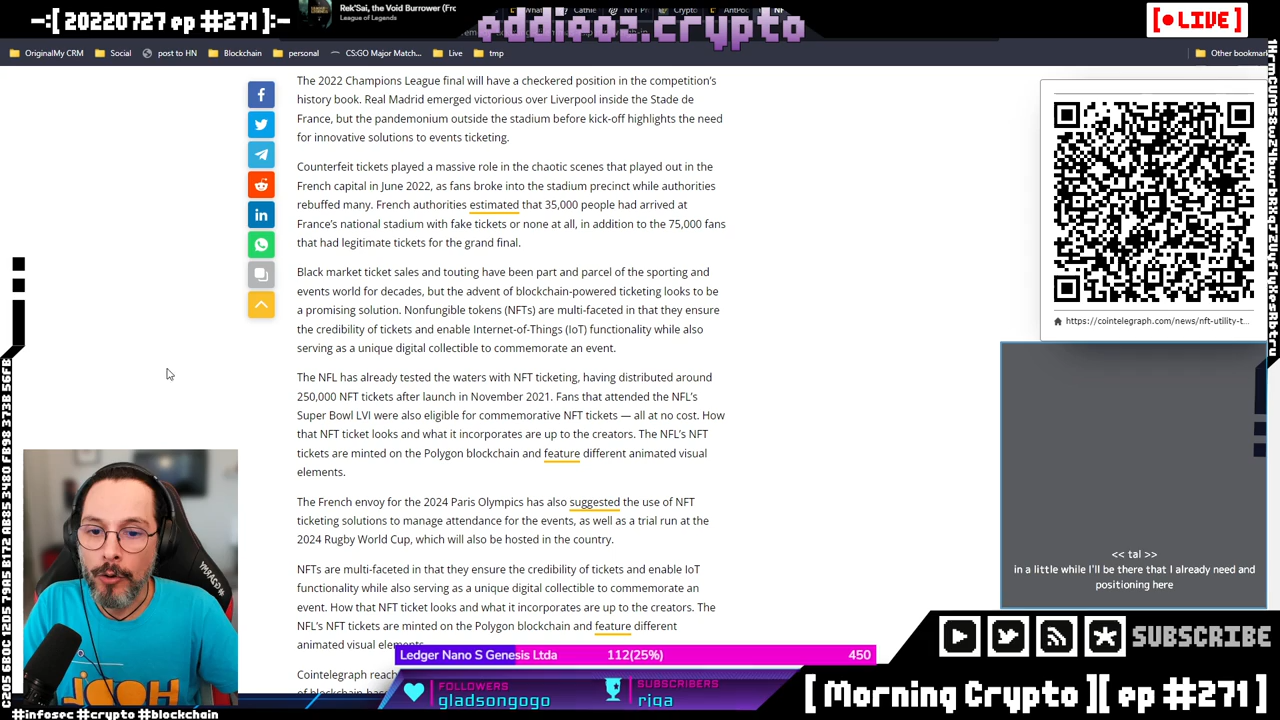 -:[ 20220727 ep #271 ]:-
Rek'Sai, the Void Burrower (Fr
League of Legends
eddieoz.crypto
[ LIVE ]
OriginalMy CRM
Social
post to HN
Blockchain
personal
CS:GO Major Match...
Live
tmp
Other bookmar
The 2022 Champions League final will have a checkered position in the competition's
history book. Real Madrid emerged victorious over Liverpool inside the Stade de
France, but the pandemonium outside the stadium before kick-off highlights the need
for innovative solutions to events ticketing.
Counterfeit tickets played a massive role in the chaotic scenes that played out in the
French capital in June 2022, as fans broke into the stadium precinct while authorities
rebuffed many. French authorities estimated that 35,000 people had arrived at
France's national stadium with fake tickets or none at all, in addition to the 75,000 fans
that had legitimate tickets for the grand final.
Black market ticket sales and touting have been part and parcel of the sporting and
events world for decades, but the advent of blockchain-powered ticketing looks to be
a promising solution. Nonfungible tokens (NFTs) are multi-faceted in that they ensure
the credibility of tickets and enable Internet-of-Things (IoT) functionality while also
serving as a unique digital collectible to commemorate an event.
The NFL has already tested the waters with NFT ticketing, having distributed around
250,000 NFT tickets after launch in November 2021. Fans that attended the NFL's
Super Bowl LVI were also eligible for commemorative NFT tickets — all at no cost. How
that NFT ticket looks and what it incorporates are up to the creators. The NFL's NFT
tickets are minted on the Polygon blockchain and feature different animated visual
elements.
The French envoy for the 2024 Paris Olympics has also suggested the use of NFT
ticketing solutions to manage attendance for the events, as well as a trial run at the
2024 Rugby World Cup, which will also be hosted in the country.
NFTs are multi-faceted in that they ensure the credibility of tickets and enable IoT
functionality while also serving as a unique digital collectible to commemorate an
event. How that NFT ticket looks and what it incorporates are up to the creators. The
NFL's NFT tickets are minted on the Polygon blockchain and feature different
animated visual elements.
Cointelegraph reac
https://cointelegraph.com/news/nft-utility-t...
<< tal >>
in a little while I'll be there that I already need and
positioning here
Ledger Nano S Genesis Ltda
112(25%)
450
FOLLOWERS
gladsongogo
SUBSCRIBERS
riga
SUBSCRIBE
[ Morning Crypto ][ ep #271 ]
#infosec #crypto #blockchain